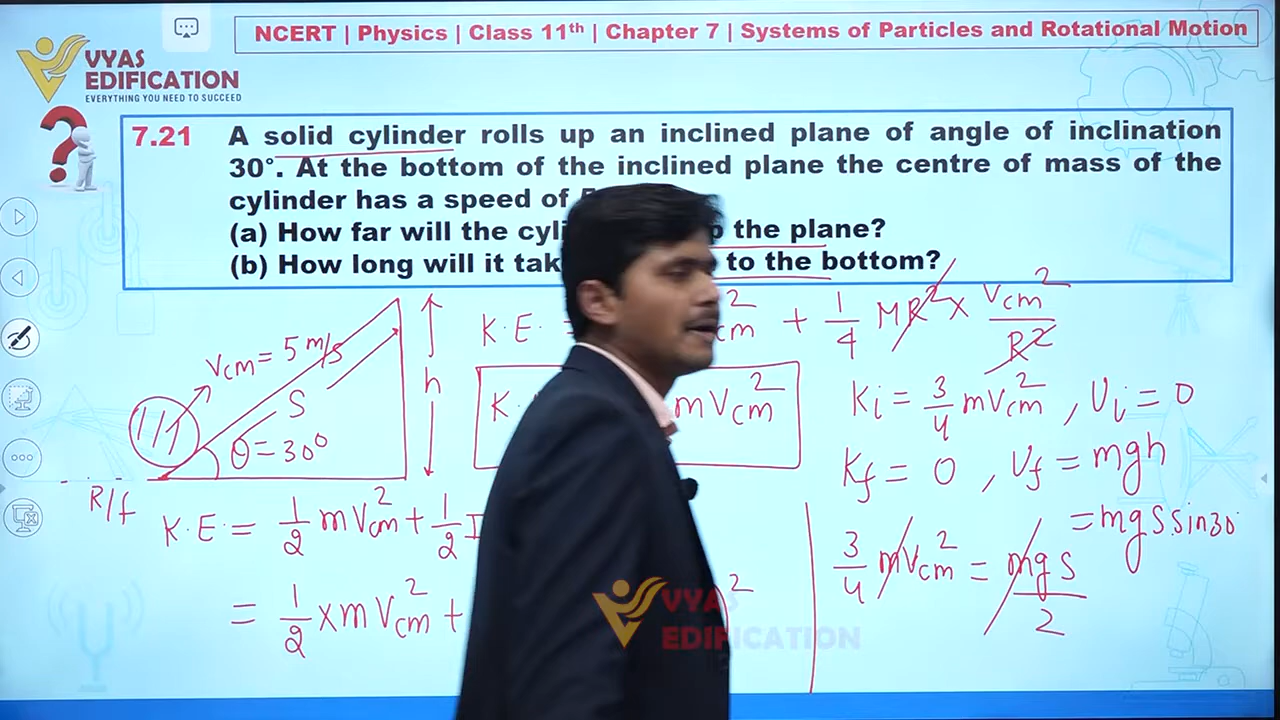 NCERT | Physics | Class 11th | Chapter 7 | Systems of Particles and Rotational Motion
VYAS
EDIFICATION
EVERYTHING YOU NEED TO SUCCEED
7.21 A solid cylinder rolls up an inclined plane of angle of inclination
30°. At the bottom of the inclined plane the centre of mass of the
cylinder has a speed of
(a) How far will the the plane?
(b) How long will it to the bottom?
K.E. = cm² + 1/4 MR² × Vcm²/R²
Vcm = 5 m/s
h
S
θ = 30°
R/f
mVcm²
Ki = 3/4 mVcm² , Ui = 0
Kf = 0 , Uf = mgh
= mg S sin30
K.E. = 1/2 mVcm² + 1/2 I
= 1/2 × mVcm² +
2
3/4 mVcm² = mgS/2
VYAS
EDIFICATION